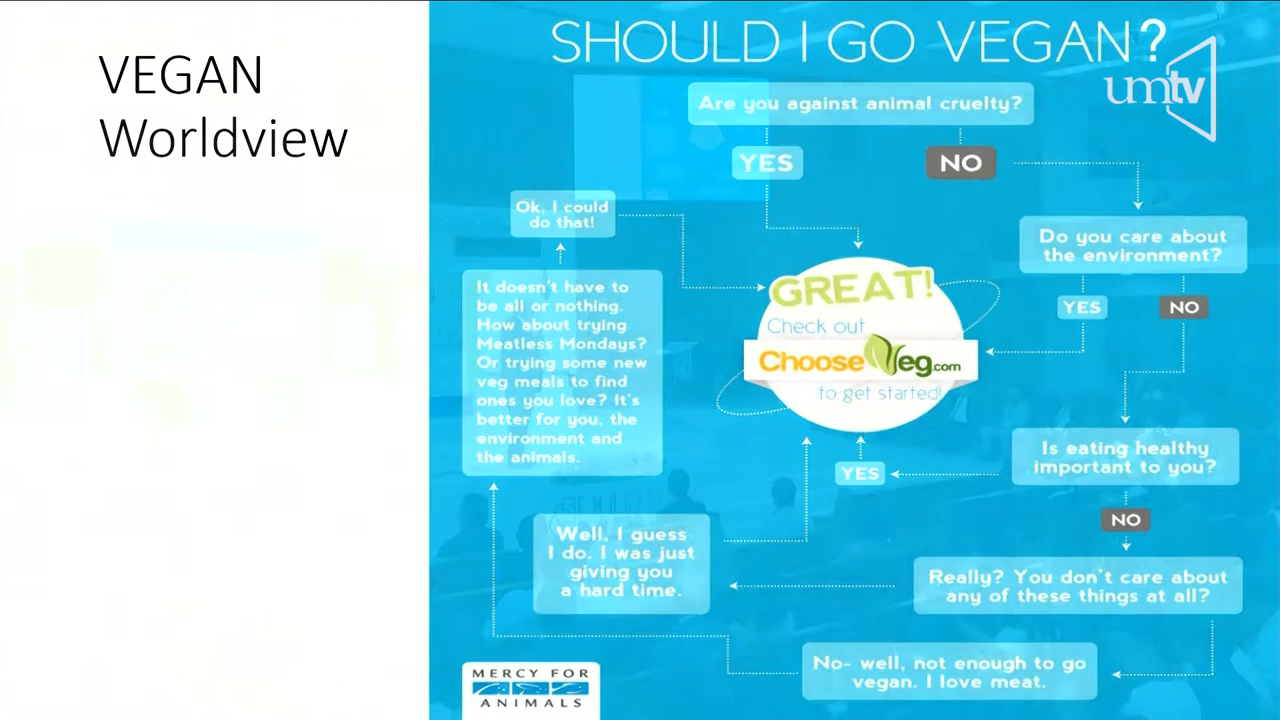 VEGAN
Worldview
SHOULD I GO VEGAN?
umtv
Are you against animal cruelty?
YES
NO
Ok, I could
do that!
Do you care about
the environment?
YES
NO
GREAT!
Check out
ChooseVeg.com
to get started!
It doesn't have to
be all or nothing.
How about trying
Meatless Mondays?
Or trying some new
veg meals to find
ones you love? It's
better for you, the
environment and
the animals.
Is eating healthy
important to you?
YES
NO
Well, I guess
I do. I was just
giving you
a hard time.
Really? You don't care about
any of these things at all?
No- well, not enough to go
vegan. I love meat.
MERCY FOR
ANIMALS